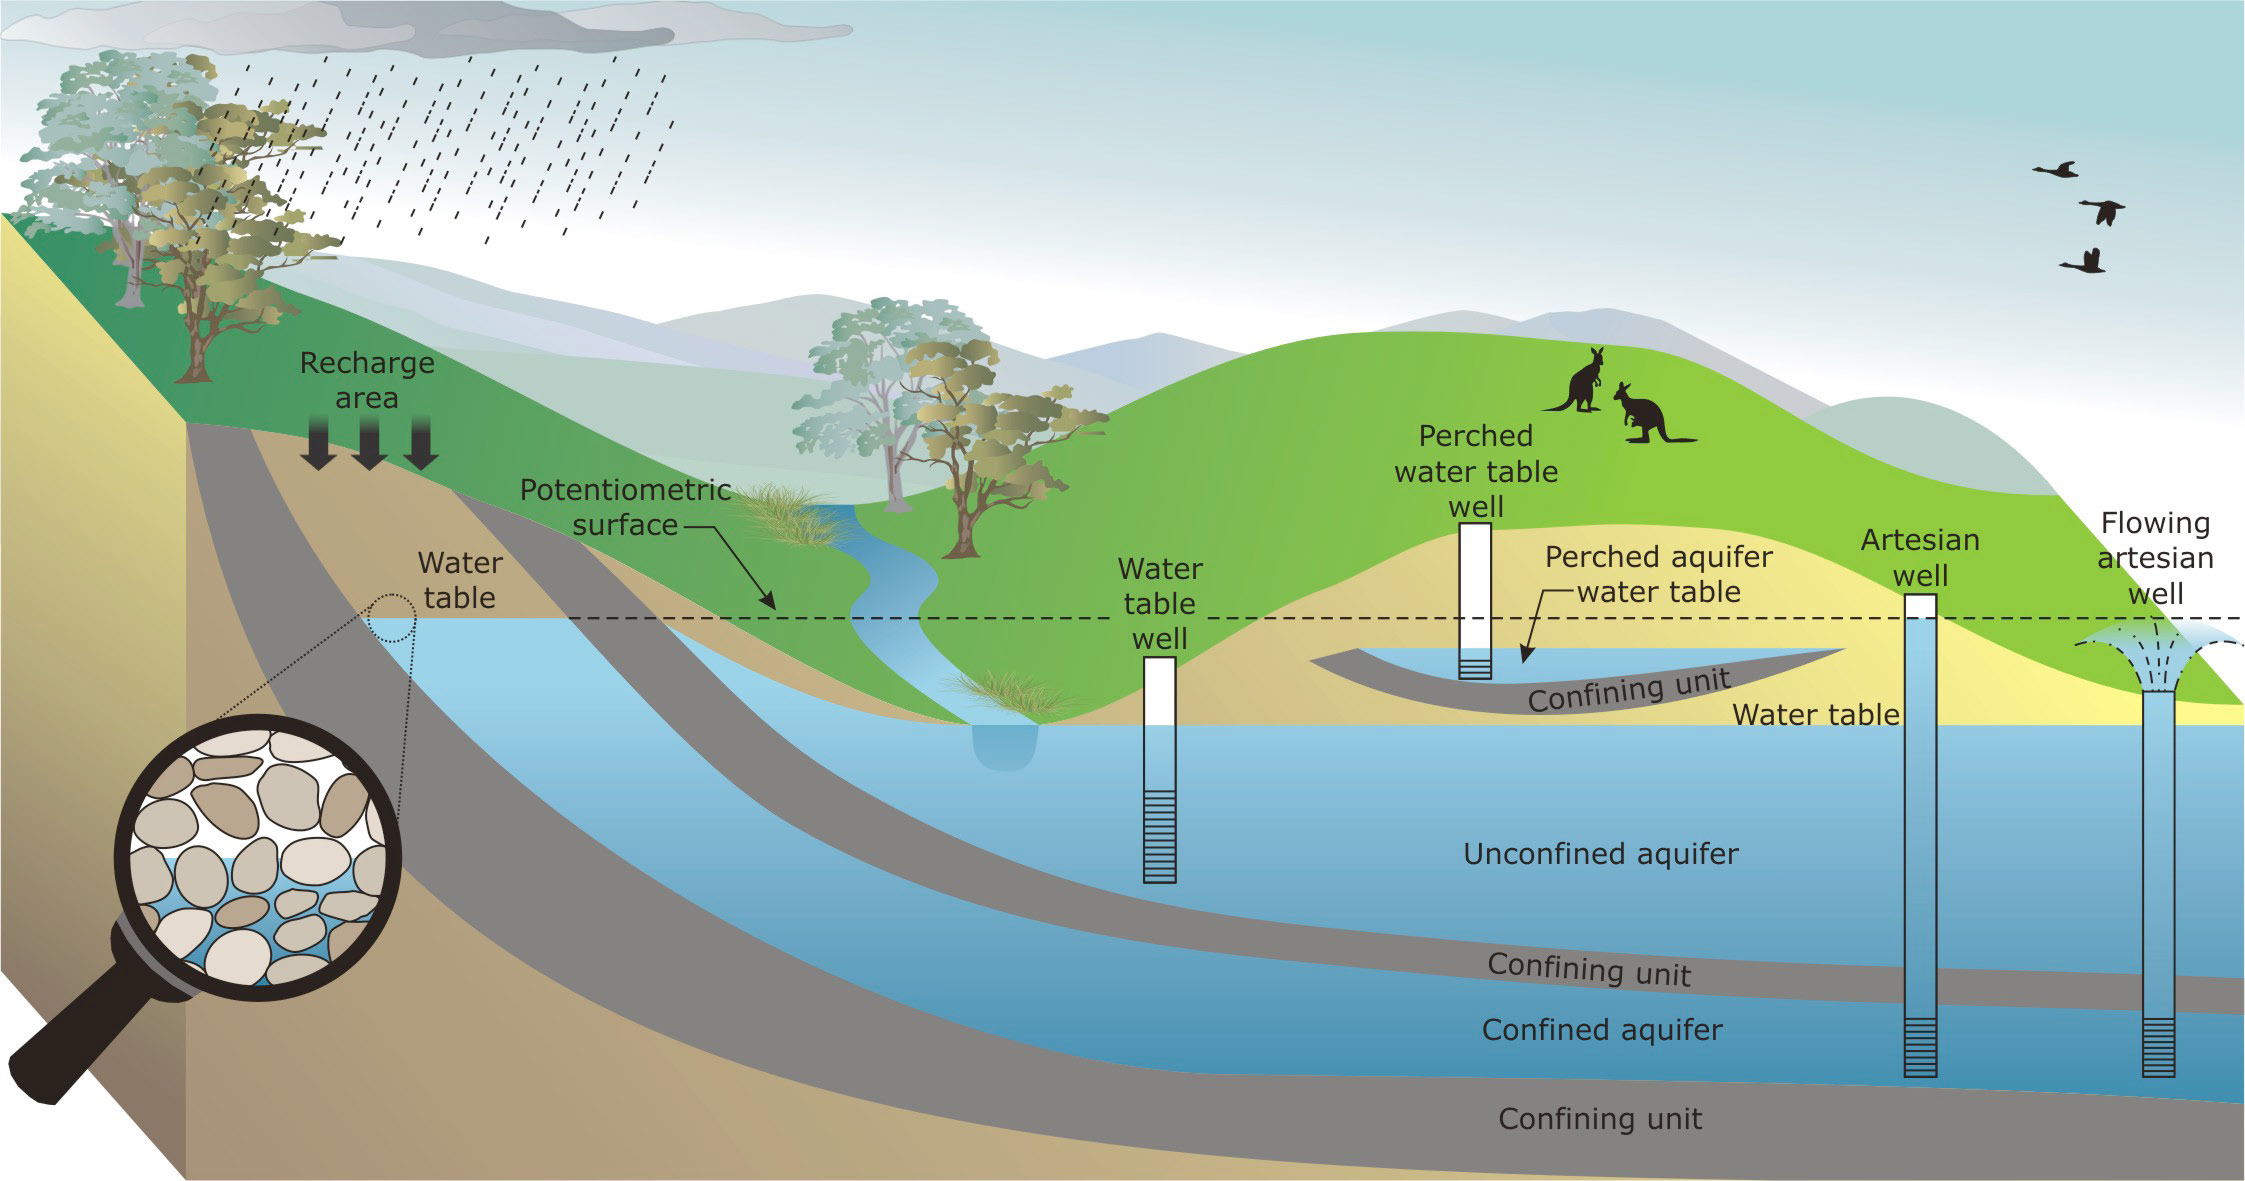 Recharge
area
Potentiometric
surface
Water
table
Water
table
well
Perched
water table
well
Perched aquifer
water table
Confining unit
Water table
Artesian
well
Flowing
artesian
well
Unconfined aquifer
Confining unit
Confined aquifer
Confining unit